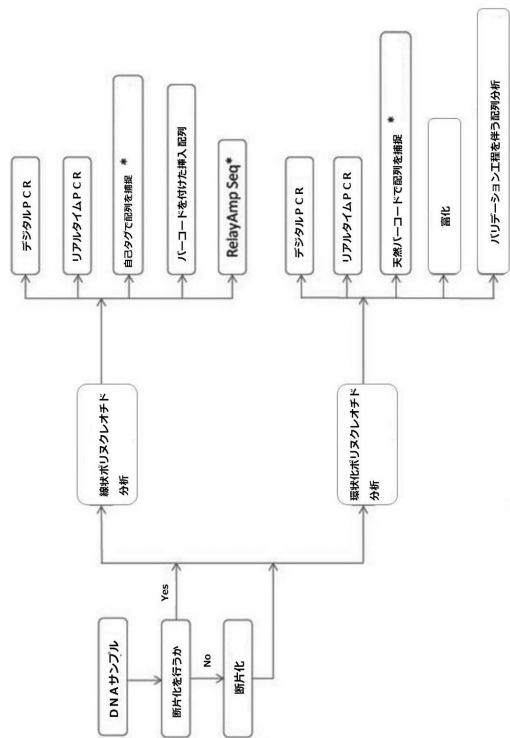 DNAサンプル
断片化を行うか
Yes
No
断片化
線状ポリヌクレオチド
分析
デジタルPCR
リアルタイムPCR
自己タグで配列を捕捉 *
バーコードを付けた挿入配列
RelayAmp Seq*
環状化ポリヌクレオチド
分析
デジタルPCR
リアルタイムPCR
天然バーコードで配列を捕捉 *
富化
バリデーション工程を伴う配列分析